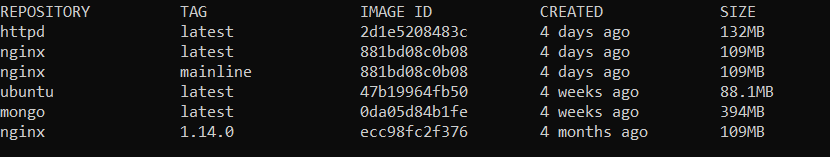 REPOSITORY TAG IMAGE ID CREATED SIZE
httpd latest 2d1e5208483c 4 days ago 132MB
nginx latest 881bd08c0b08 4 days ago 109MB
nginx mainline 881bd08c0b08 4 days ago 109MB
ubuntu latest 47b19964fb50 4 weeks ago 88.1MB
mongo latest 0da05d84b1fe 4 weeks ago 394MB
nginx 1.14.0 ecc98fc2f376 4 months ago 109MB